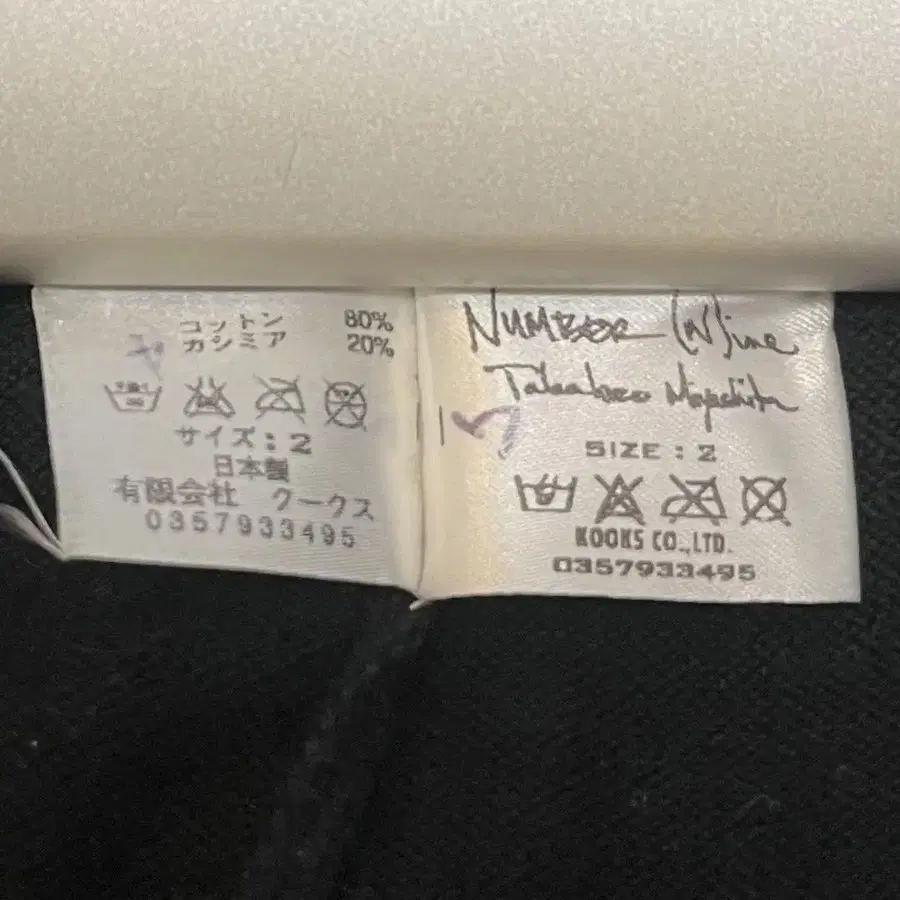 コットン 80%
カシミア 20%
サイズ:2
日本製
有限会社 クークス
0357933495
NUMBER (N)ine
Takahiro Miyashita
SIZE : 2
KOOKS CO.,LTD.
0357933495